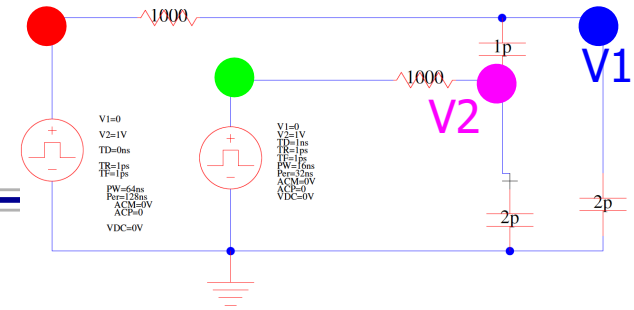 1000
1p
V1
1000
V2
V1=0
V2=1V
TD=0ns
TR=1ps
TF=1ps
PW=64ns
Per=128ns
ACM=0V
ACP=0
VDC=0V
V1=0
V2=1V
TD=1ns
TR=1ps
TF=1ps
PW=16ns
Per=32ns
ACM=0V
ACP=0
VDC=0V
2p
2p